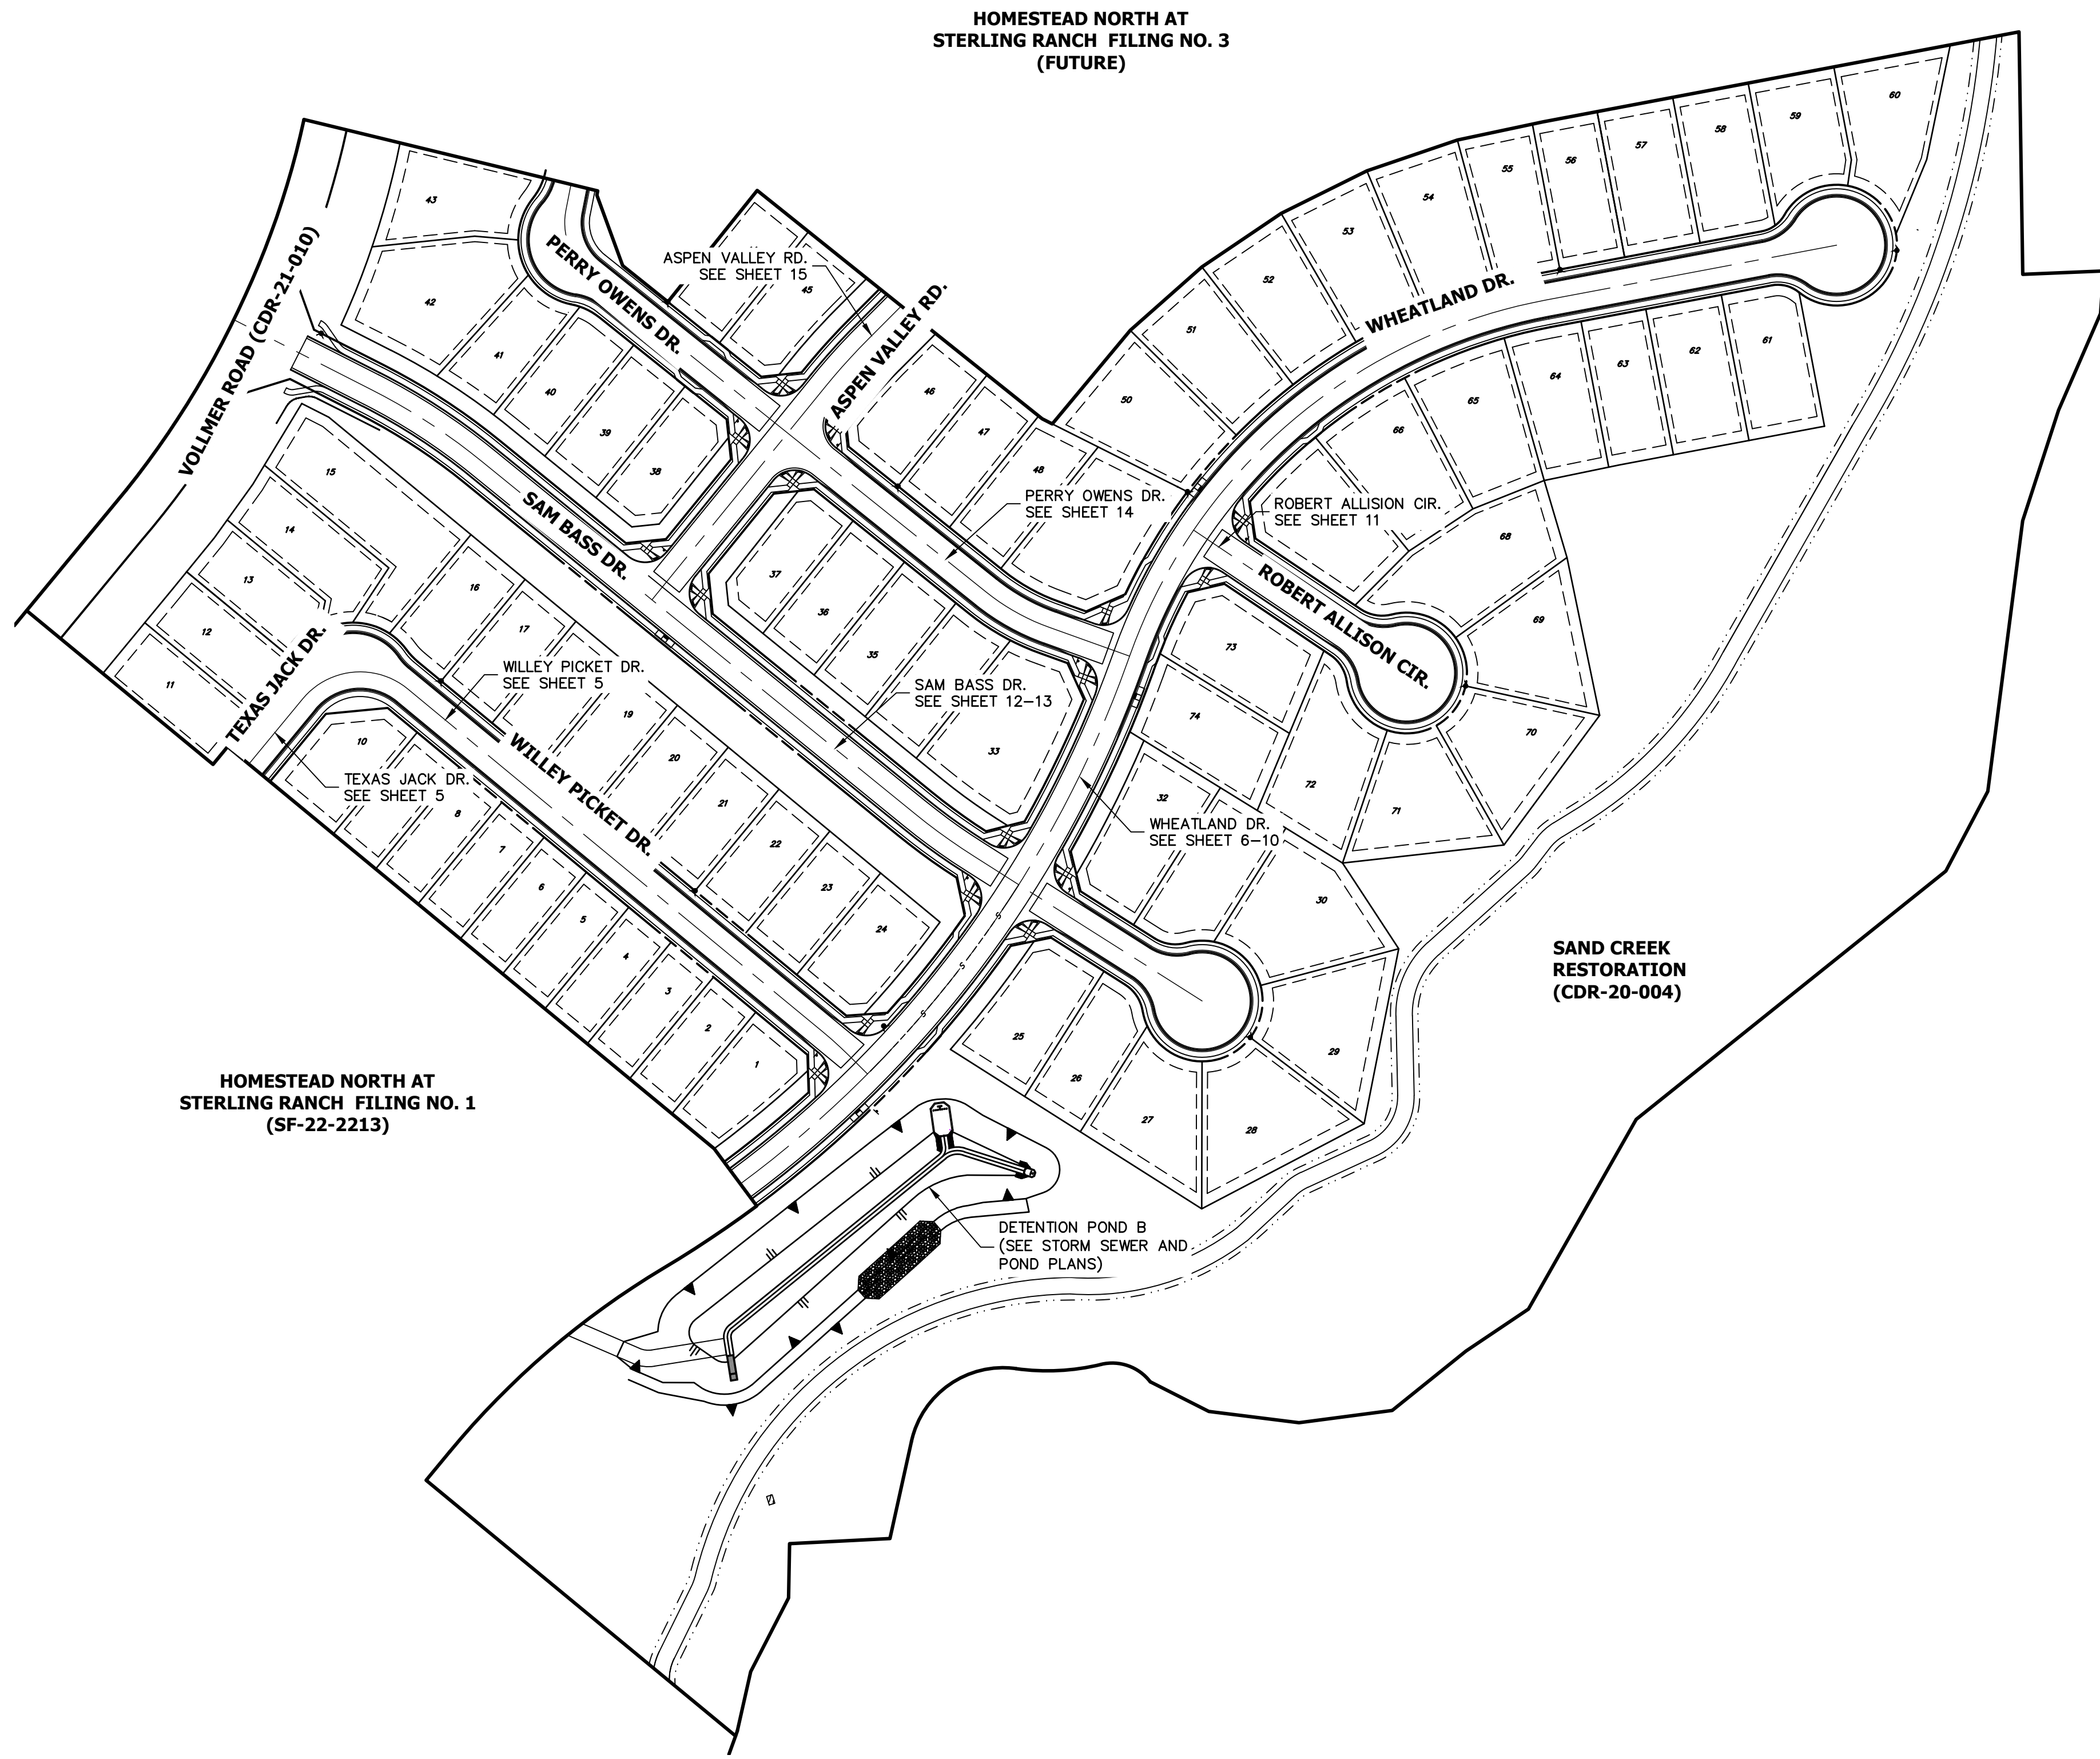 HOMESTEAD NORTH AT
STERLING RANCH FILING NO. 3
(FUTURE)
60
59
58
57
56
55
54
53
52
51
50
43
42
41
40
39
38
VOLLMER ROAD (CDR-21-010)
PERRY OWENS DR.
ASPEN VALLEY RD.
SEE SHEET 15
45
ASPEN VALLEY RD.
WHEATLAND DR.
46
47
48
61
62
63
64
65
66
PERRY OWENS DR.
SEE SHEET 14
ROBERT ALLISION CIR.
SEE SHEET 11
SAM BASS DR.
ROBERT ALLISON CIR.
68
69
70
71
72
73
74
15
14
13
12
11
16
17
19
20
21
22
23
24
37
36
35
33
TEXAS JACK DR.
WILLEY PICKET DR.
SEE SHEET 5
SAM BASS DR.
SEE SHEET 12-13
WILLEY PICKET DR.
TEXAS JACK DR.
SEE SHEET 5
10
8
7
6
5
4
3
2
1
32
WHEATLAND DR.
SEE SHEET 6-10
30
29
28
27
26
25
S
S
S
SAND CREEK
RESTORATION
(CDR-20-004)
HOMESTEAD NORTH AT
STERLING RANCH FILING NO. 1
(SF-22-2213)
DETENTION POND B
(SEE STORM SEWER AND
POND PLANS)